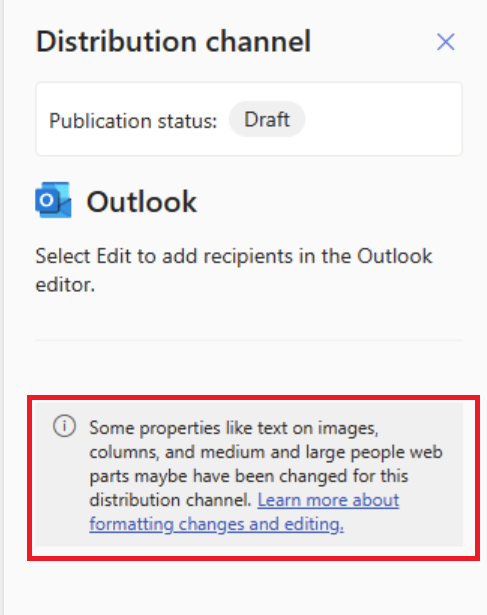 Distribution channel
Publication status: Draft
Outlook
Select Edit to add recipients in the Outlook
editor.
Some properties like text on images,
columns, and medium and large people web
parts maybe have been changed for this
distribution channel. Learn more about
formatting changes and editing.